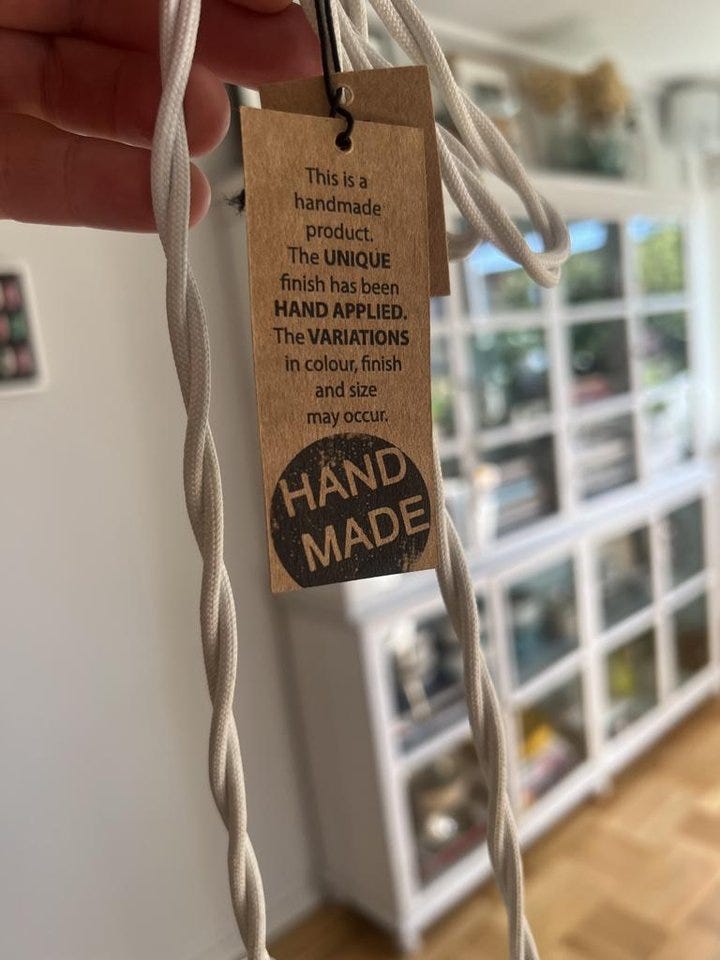 This is a
handmade
product.
The UNIQUE
finish has been
HAND APPLIED.
The VARIATIONS
in colour, finish
and size
may occur.
HAND
MADE